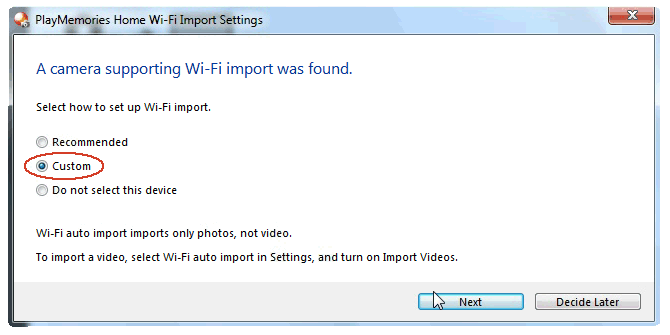 PlayMemories Home Wi-Fi Import Settings
A camera supporting Wi-Fi import was found.
Select how to set up Wi-Fi import.
Recommended
Custom
Do not select this device
Wi-Fi auto import imports only photos, not video.
To import a video, select Wi-Fi auto import in Settings, and turn on Import Videos.
Next
Decide Later